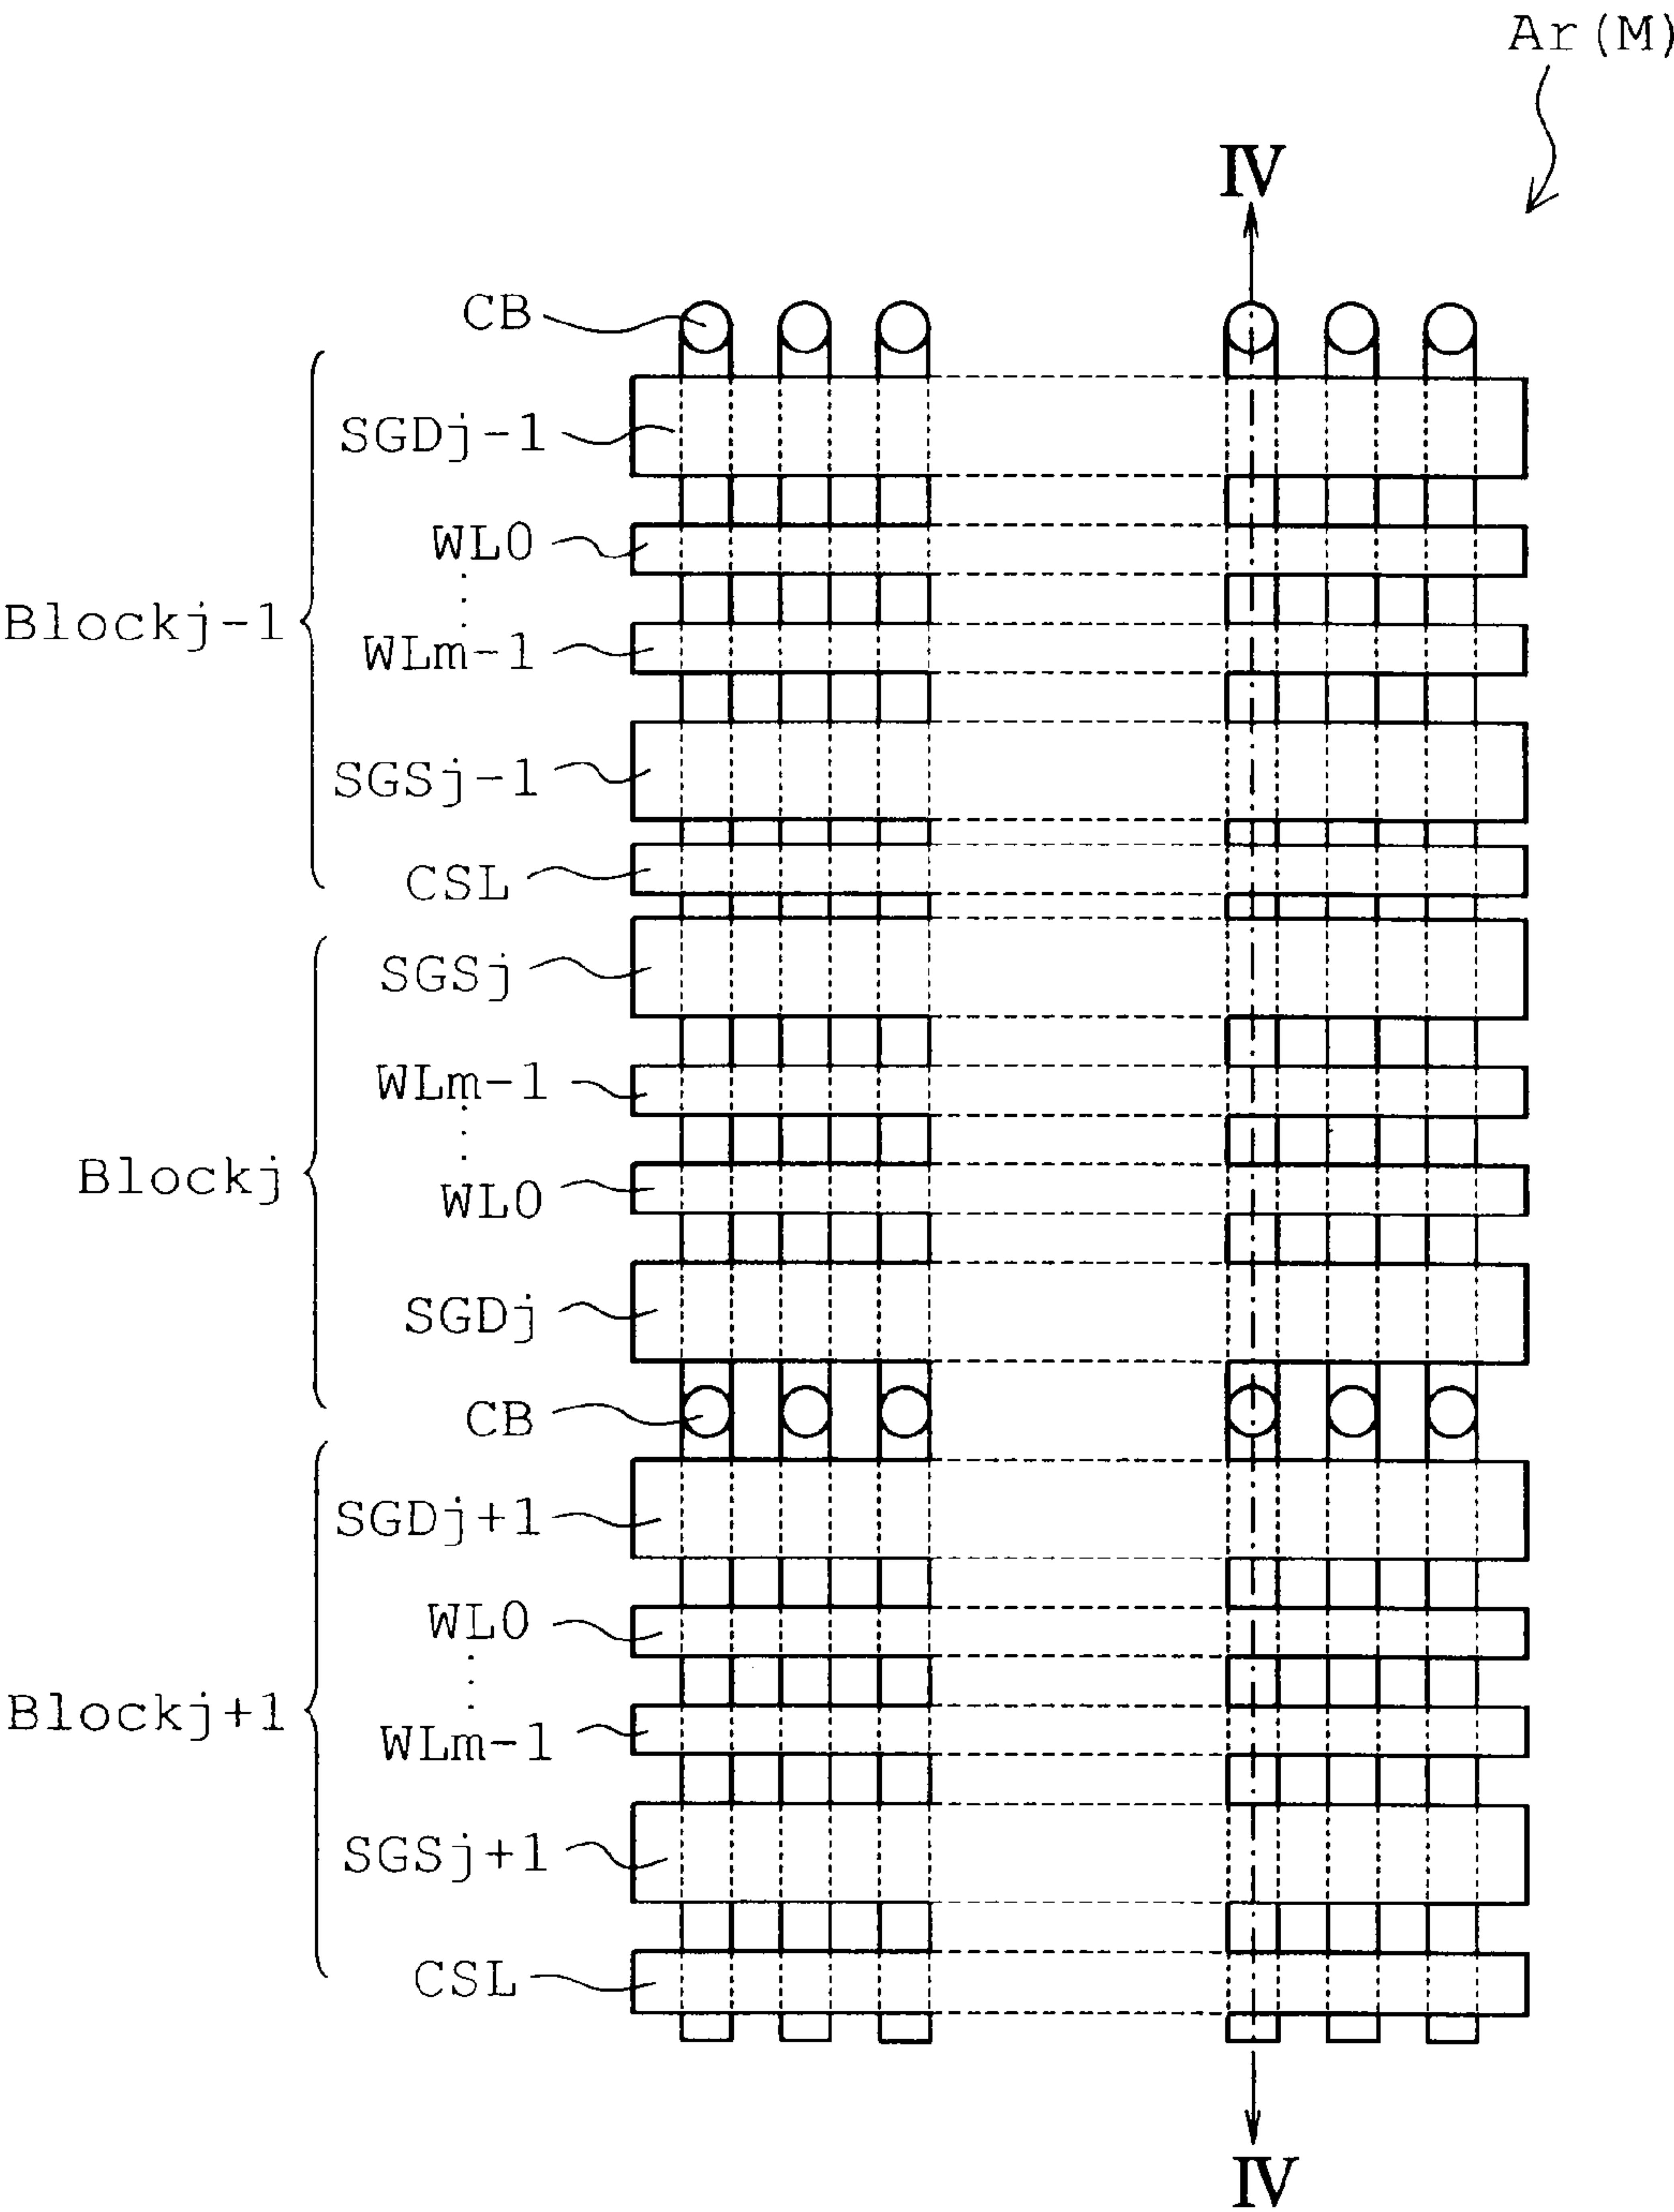 Ar(M)
IV
CB
SGDj-1
WL0
Blockj-1
WLm-1
SGSj-1
CSL
SGSj
WLm-1
Blockj
WL0
SGDj
CB
SGDj+1
WL0
Blockj+1
WLm-1
SGSj+1
CSL
IV